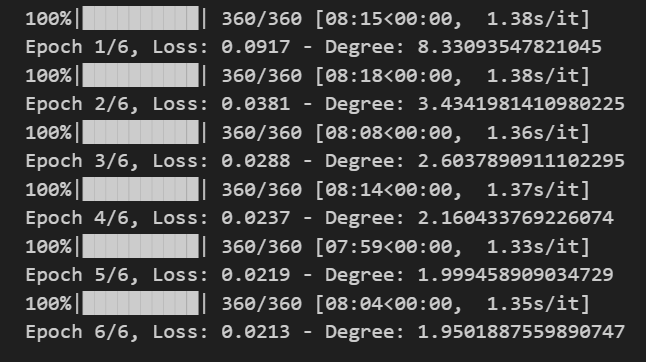 100%|██████████| 360/360 [08:15<00:00,  1.38s/it]
Epoch 1/6, Loss: 0.0917 - Degree: 8.33093547821045
100%|██████████| 360/360 [08:18<00:00,  1.38s/it]
Epoch 2/6, Loss: 0.0381 - Degree: 3.4341981410980225
100%|██████████| 360/360 [08:08<00:00,  1.36s/it]
Epoch 3/6, Loss: 0.0288 - Degree: 2.6037890911102295
100%|██████████| 360/360 [08:14<00:00,  1.37s/it]
Epoch 4/6, Loss: 0.0237 - Degree: 2.160433769226074
100%|██████████| 360/360 [07:59<00:00,  1.33s/it]
Epoch 5/6, Loss: 0.0219 - Degree: 1.999458909034729
100%|██████████| 360/360 [08:04<00:00,  1.35s/it]
Epoch 6/6, Loss: 0.0213 - Degree: 1.9501887559890747